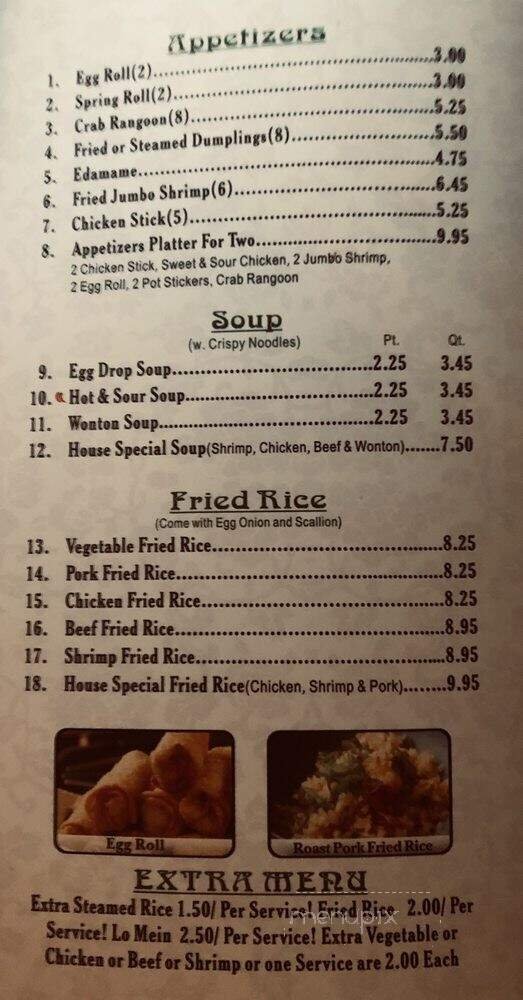 Appetizers
1. Egg Roll(2)...............3.00
2. Spring Roll(2)...............3.00
3. Crab Rangoon(8)...............5.25
4. Fried or Steamed Dumplings(8)...............5.50
5. Edamame...............4.75
6. Fried Jumbo Shrimp(6)...............6.45
7. Chicken Stick(5)...............5.25
8. Appetizers Platter For Two...............9.95
2 Chicken Stick, Sweet & Sour Chicken, 2 Jumbo Shrimp,
2 Egg Roll, 2 Pot Stickers, Crab Rangoon
Soup
(w. Crispy Noodles) Pt. Qt.
9. Egg Drop Soup...............2.25 3.45
10. Hot & Sour Soup...............2.25 3.45
11. Wonton Soup...............2.25 3.45
12. House Special Soup(Shrimp, Chicken, Beef & Wonton).......7.50
Fried Rice
(Come with Egg Onion and Scallion)
13. Vegetable Fried Rice...............8.25
14. Pork Fried Rice...............8.25
15. Chicken Fried Rice...............8.25
16. Beef Fried Rice...............8.95
17. Shrimp Fried Rice...............8.95
18. House Special Fried Rice(Chicken, Shrimp & Pork)........9.95
Egg Roll
Roast Pork Fried Rice
EXTRA MENU
Extra Steamed Rice 1.50/ Per Service! Fried Rice 2.00/ Per
menupix
Service! Lo Mein 2.50/ Per Service! Extra Vegetable or
Chicken or Beef or Shrimp or one Service are 2.00 Each